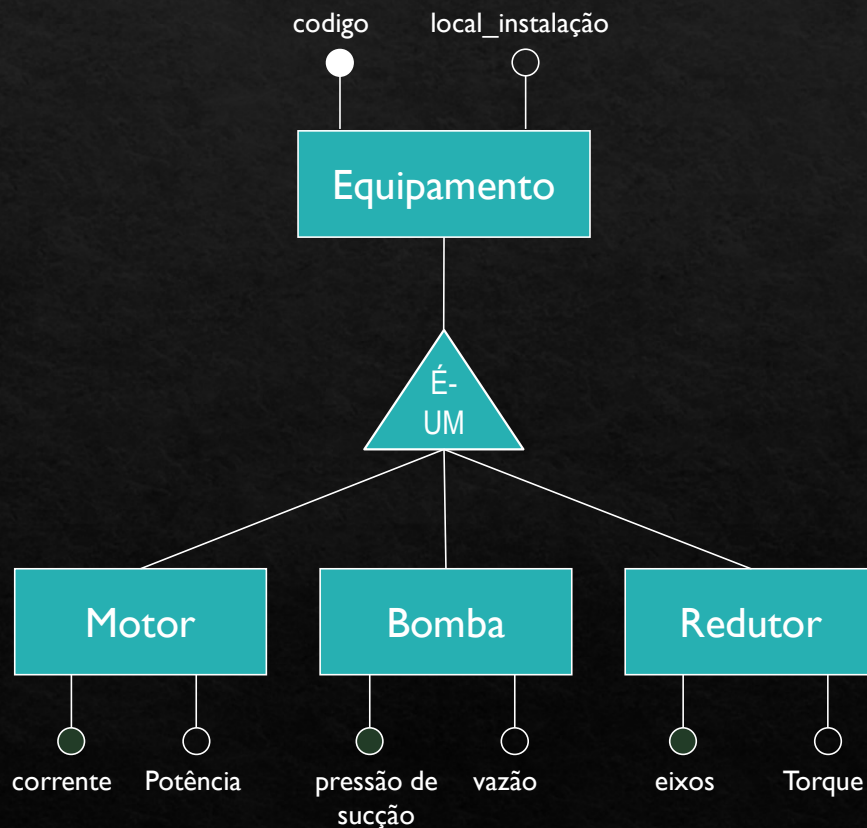 codigo
local_instalação
Equipamento
É-
UM
Motor
Bomba
Redutor
corrente
Potência
pressão de
sucção
vazão
eixos
Torque